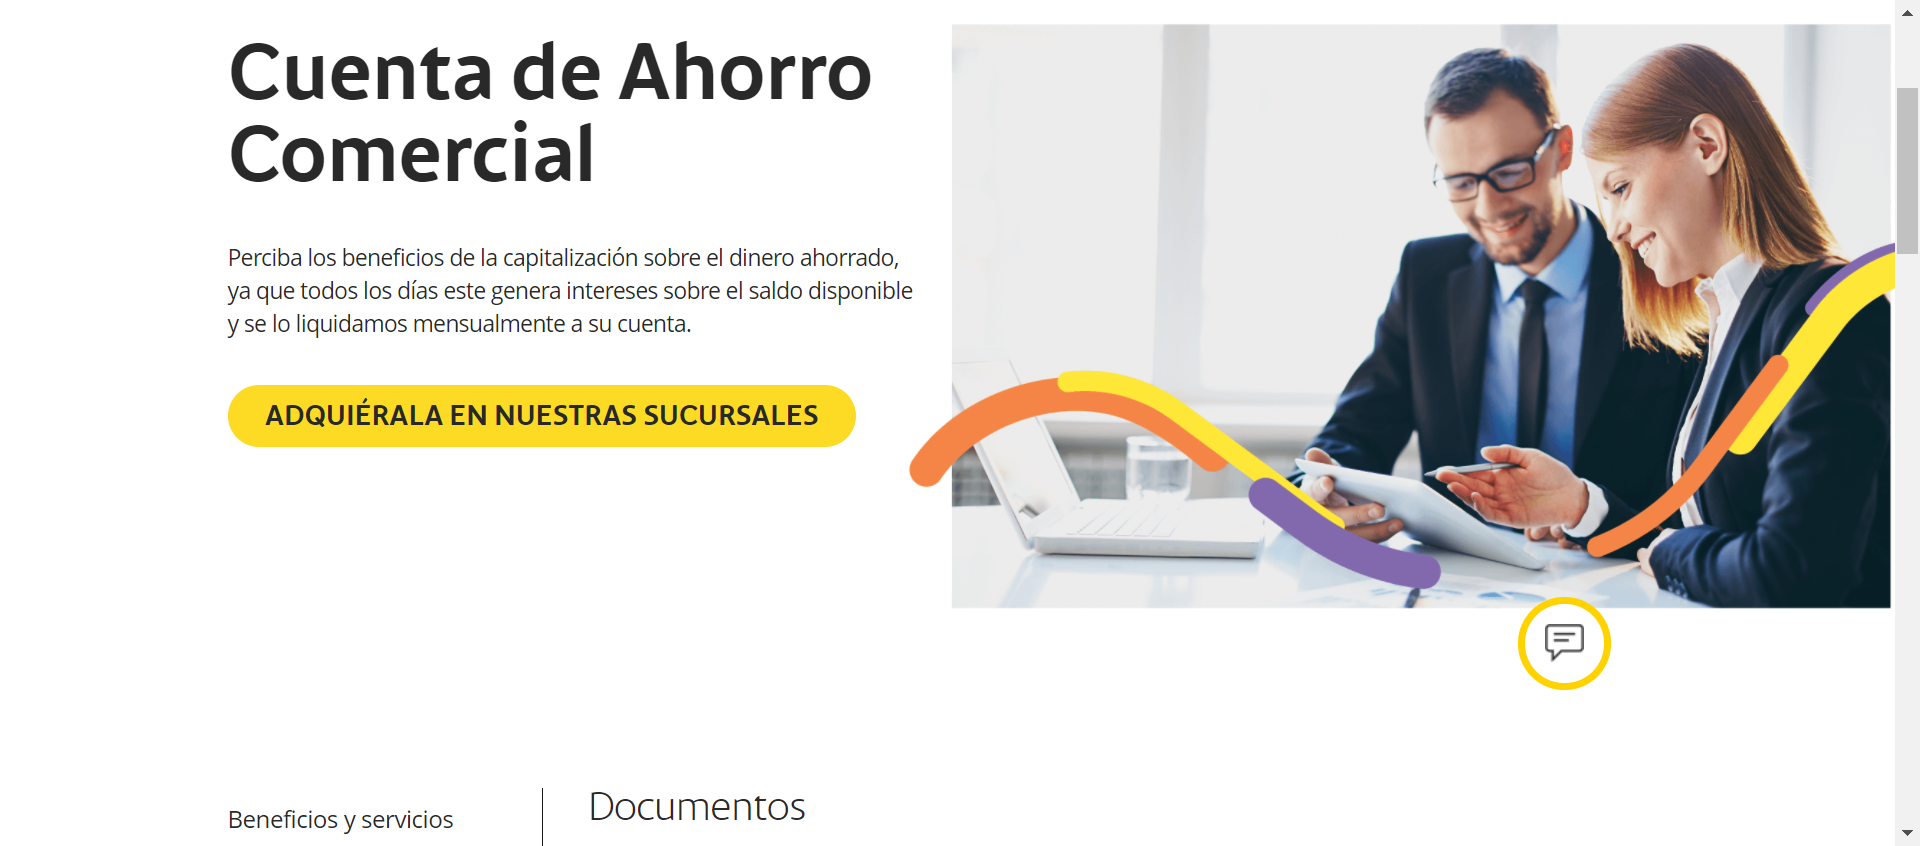 Cuenta de Ahorro
Comercial
Perciba los beneficios de la capitalización sobre el dinero ahorrado,
ya que todos los días este genera intereses sobre el saldo disponible
y se lo liquidamos mensualmente a su cuenta.
ADQUIÉRALA EN NUESTRAS SUCURSALES
Beneficios y servicios
Documentos